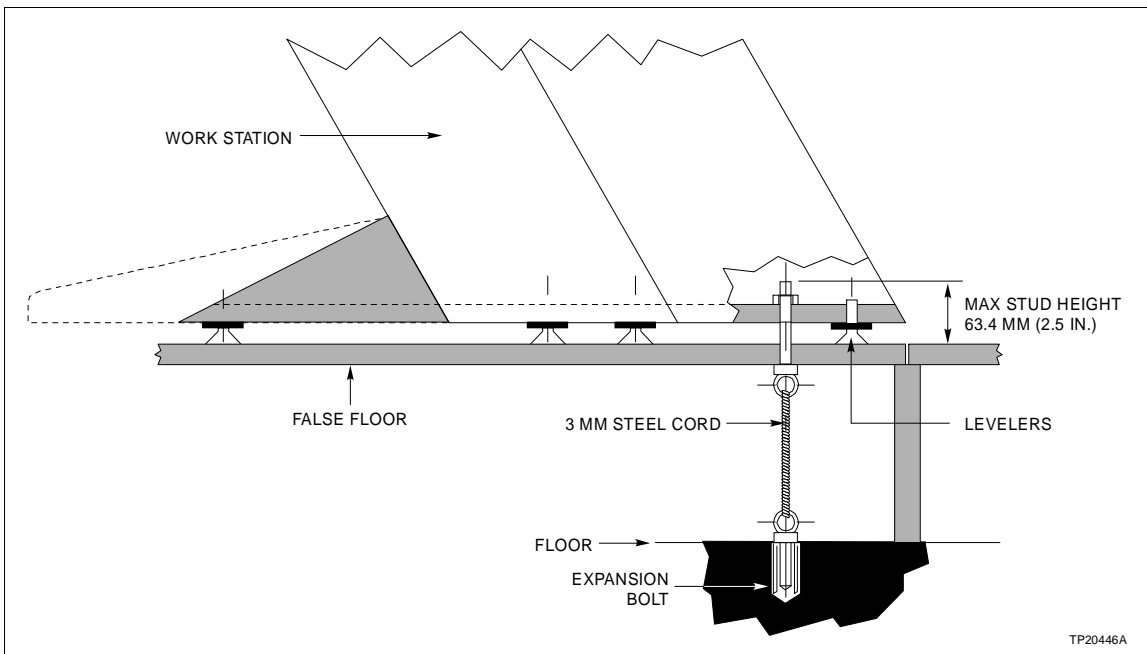 WORK STATION
MAX STUD HEIGHT
63.4 MM (2.5 IN.)
FALSE FLOOR
3 MM STEEL CORD
LEVELERS
FLOOR
EXPANSION
BOLT
TP20446A